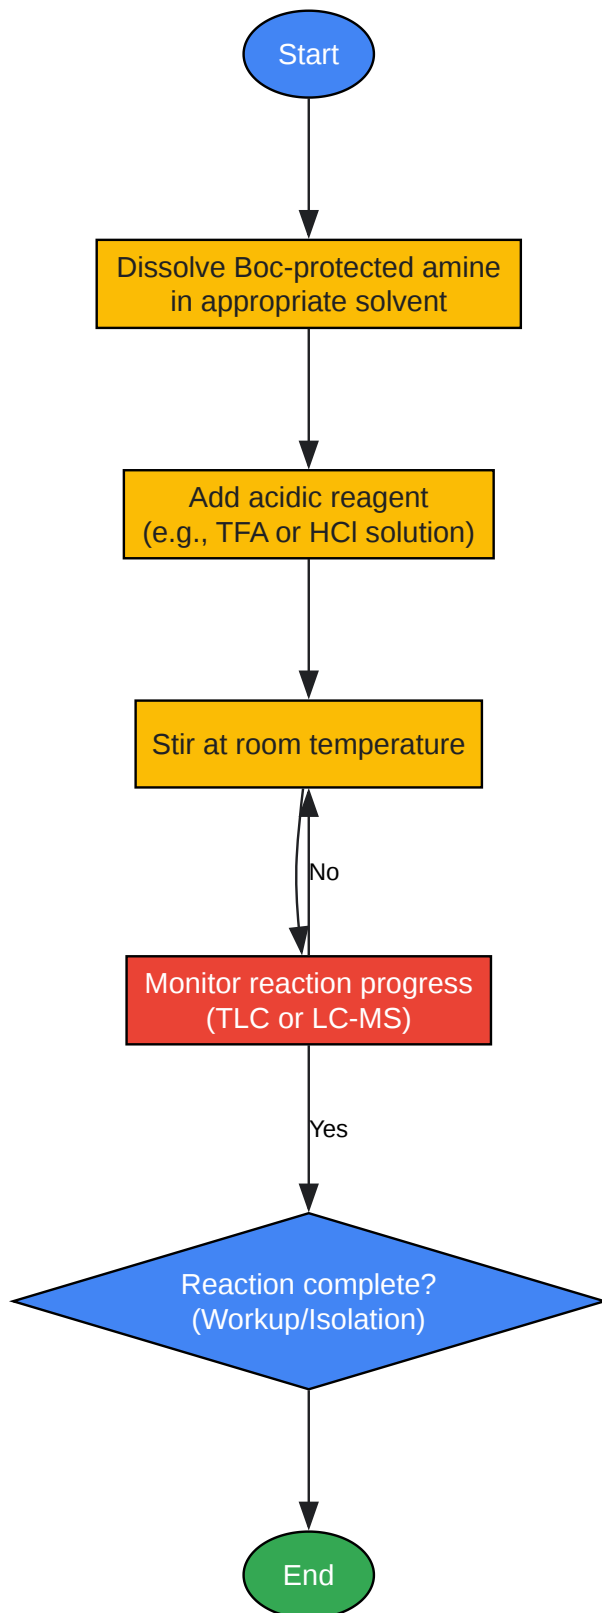 Start
Dissolve Boc-protected amine
in appropriate solvent
Add acidic reagent
(e.g., TFA or HCl solution)
Stir at room temperature
No
Monitor reaction progress
(TLC or LC-MS)
Yes
Reaction complete?
(Workup/Isolation)
End